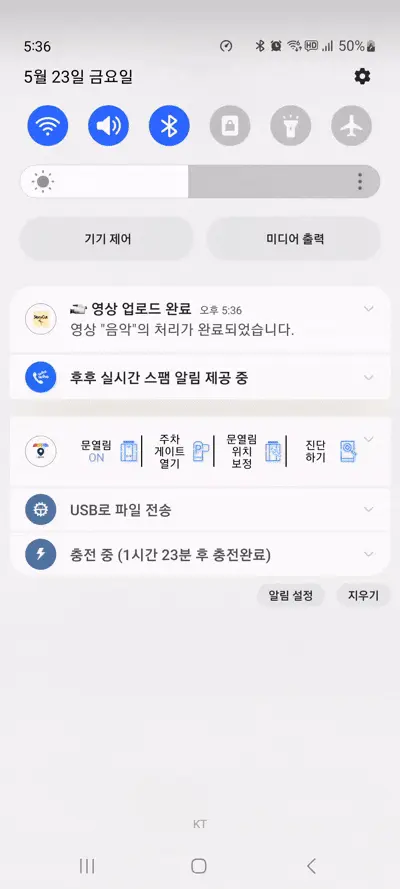 5:36
HD
50%
5월 23일 금요일
기기 제어
미디어 출력
영상 업로드 완료 오후 5:36
영상 "음악"의 처리가 완료되었습니다.
후후 실시간 스팸 알림 제공 중
문열림
ON
주차
게이트
열기
문열림
위치
보정
진단
하기
USB로 파일 전송
충전 중 (1시간 23분 후 충전완료)
알림 설정
지우기
KT